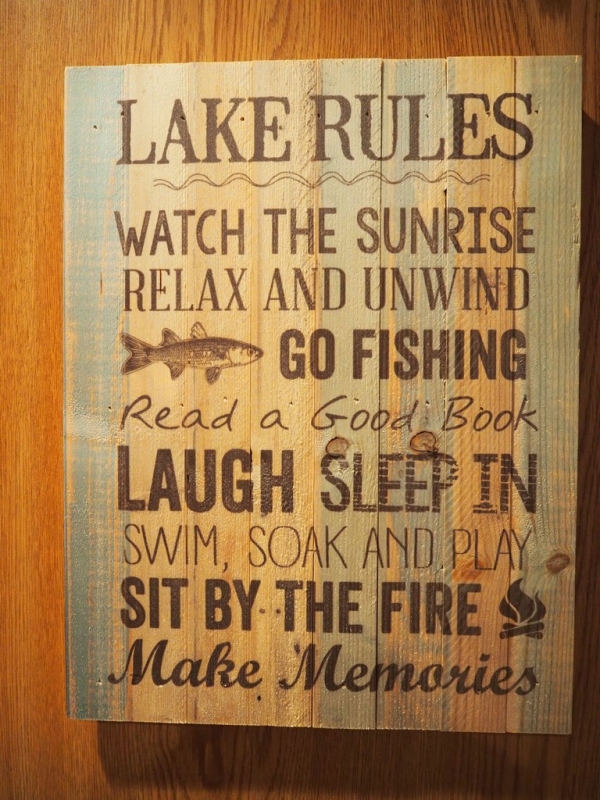 LAKE RULES
WATCH THE SUNRISE
RELAX AND UNWIND
GO FISHING
Read a Good Book
LAUGH SLEEP IN
SWIM, SOAK AND PLAY
SIT BY THE FIRE
Make Memories